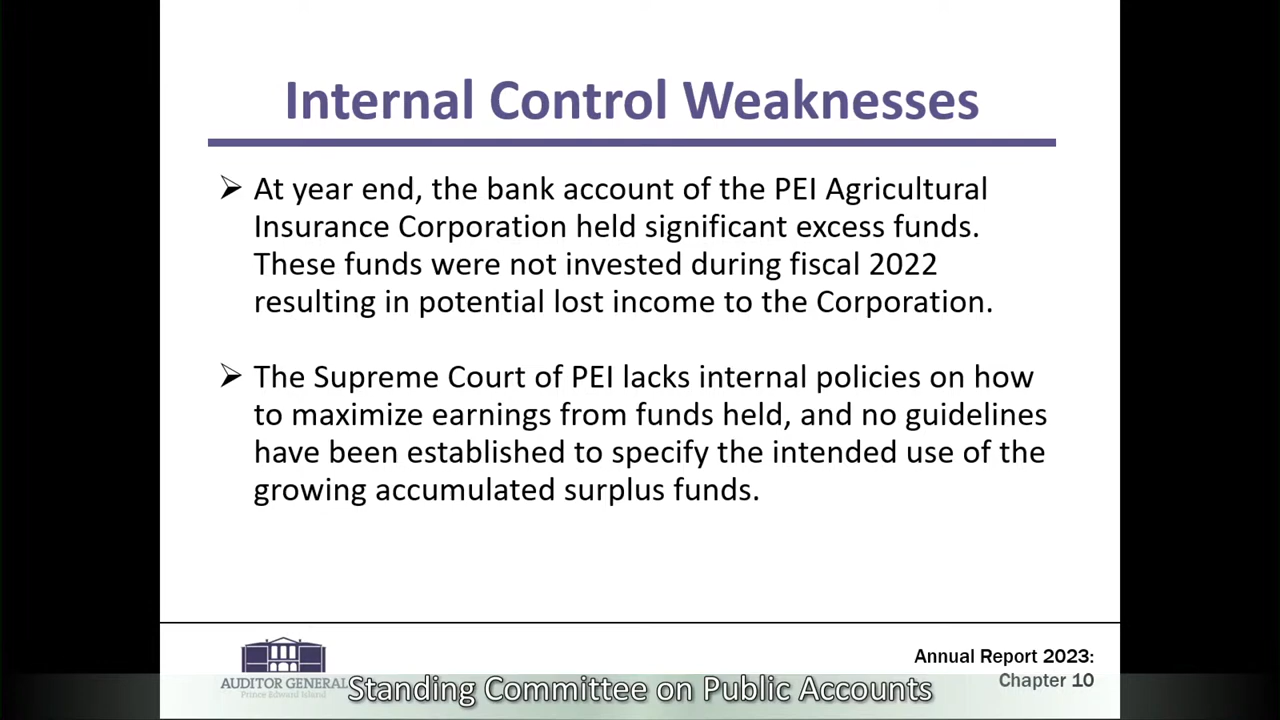 Internal Control Weaknesses
➢ At year end, the bank account of the PEI Agricultural
Insurance Corporation held significant excess funds.
These funds were not invested during fiscal 2022
resulting in potential lost income to the Corporation.
➢ The Supreme Court of PEI lacks internal policies on how
to maximize earnings from funds held, and no guidelines
have been established to specify the intended use of the
growing accumulated surplus funds.
AUDITOR GENERAL
Prince Edward Island
Annual Report 2023:
Chapter 10
Standing Committee on Public Accounts